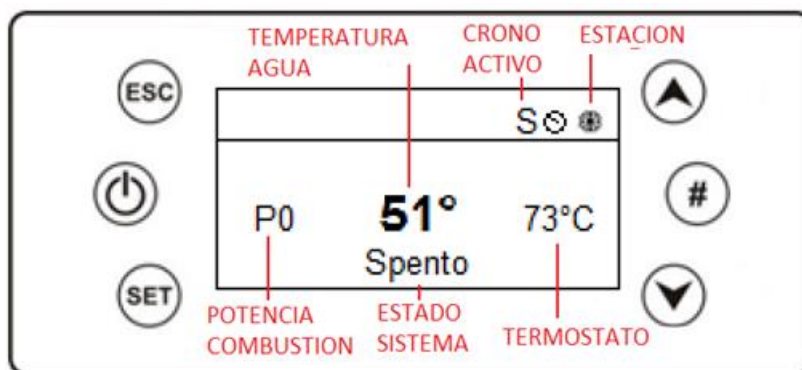 TEMPERATURA
AGUA
CRONO
ACTIVO
ESTACION
ESC
S
#
P0
51°
73°C
Spento
SET
POTENCIA
COMBUSTION
ESTADO
SISTEMA
TERMOSTATO